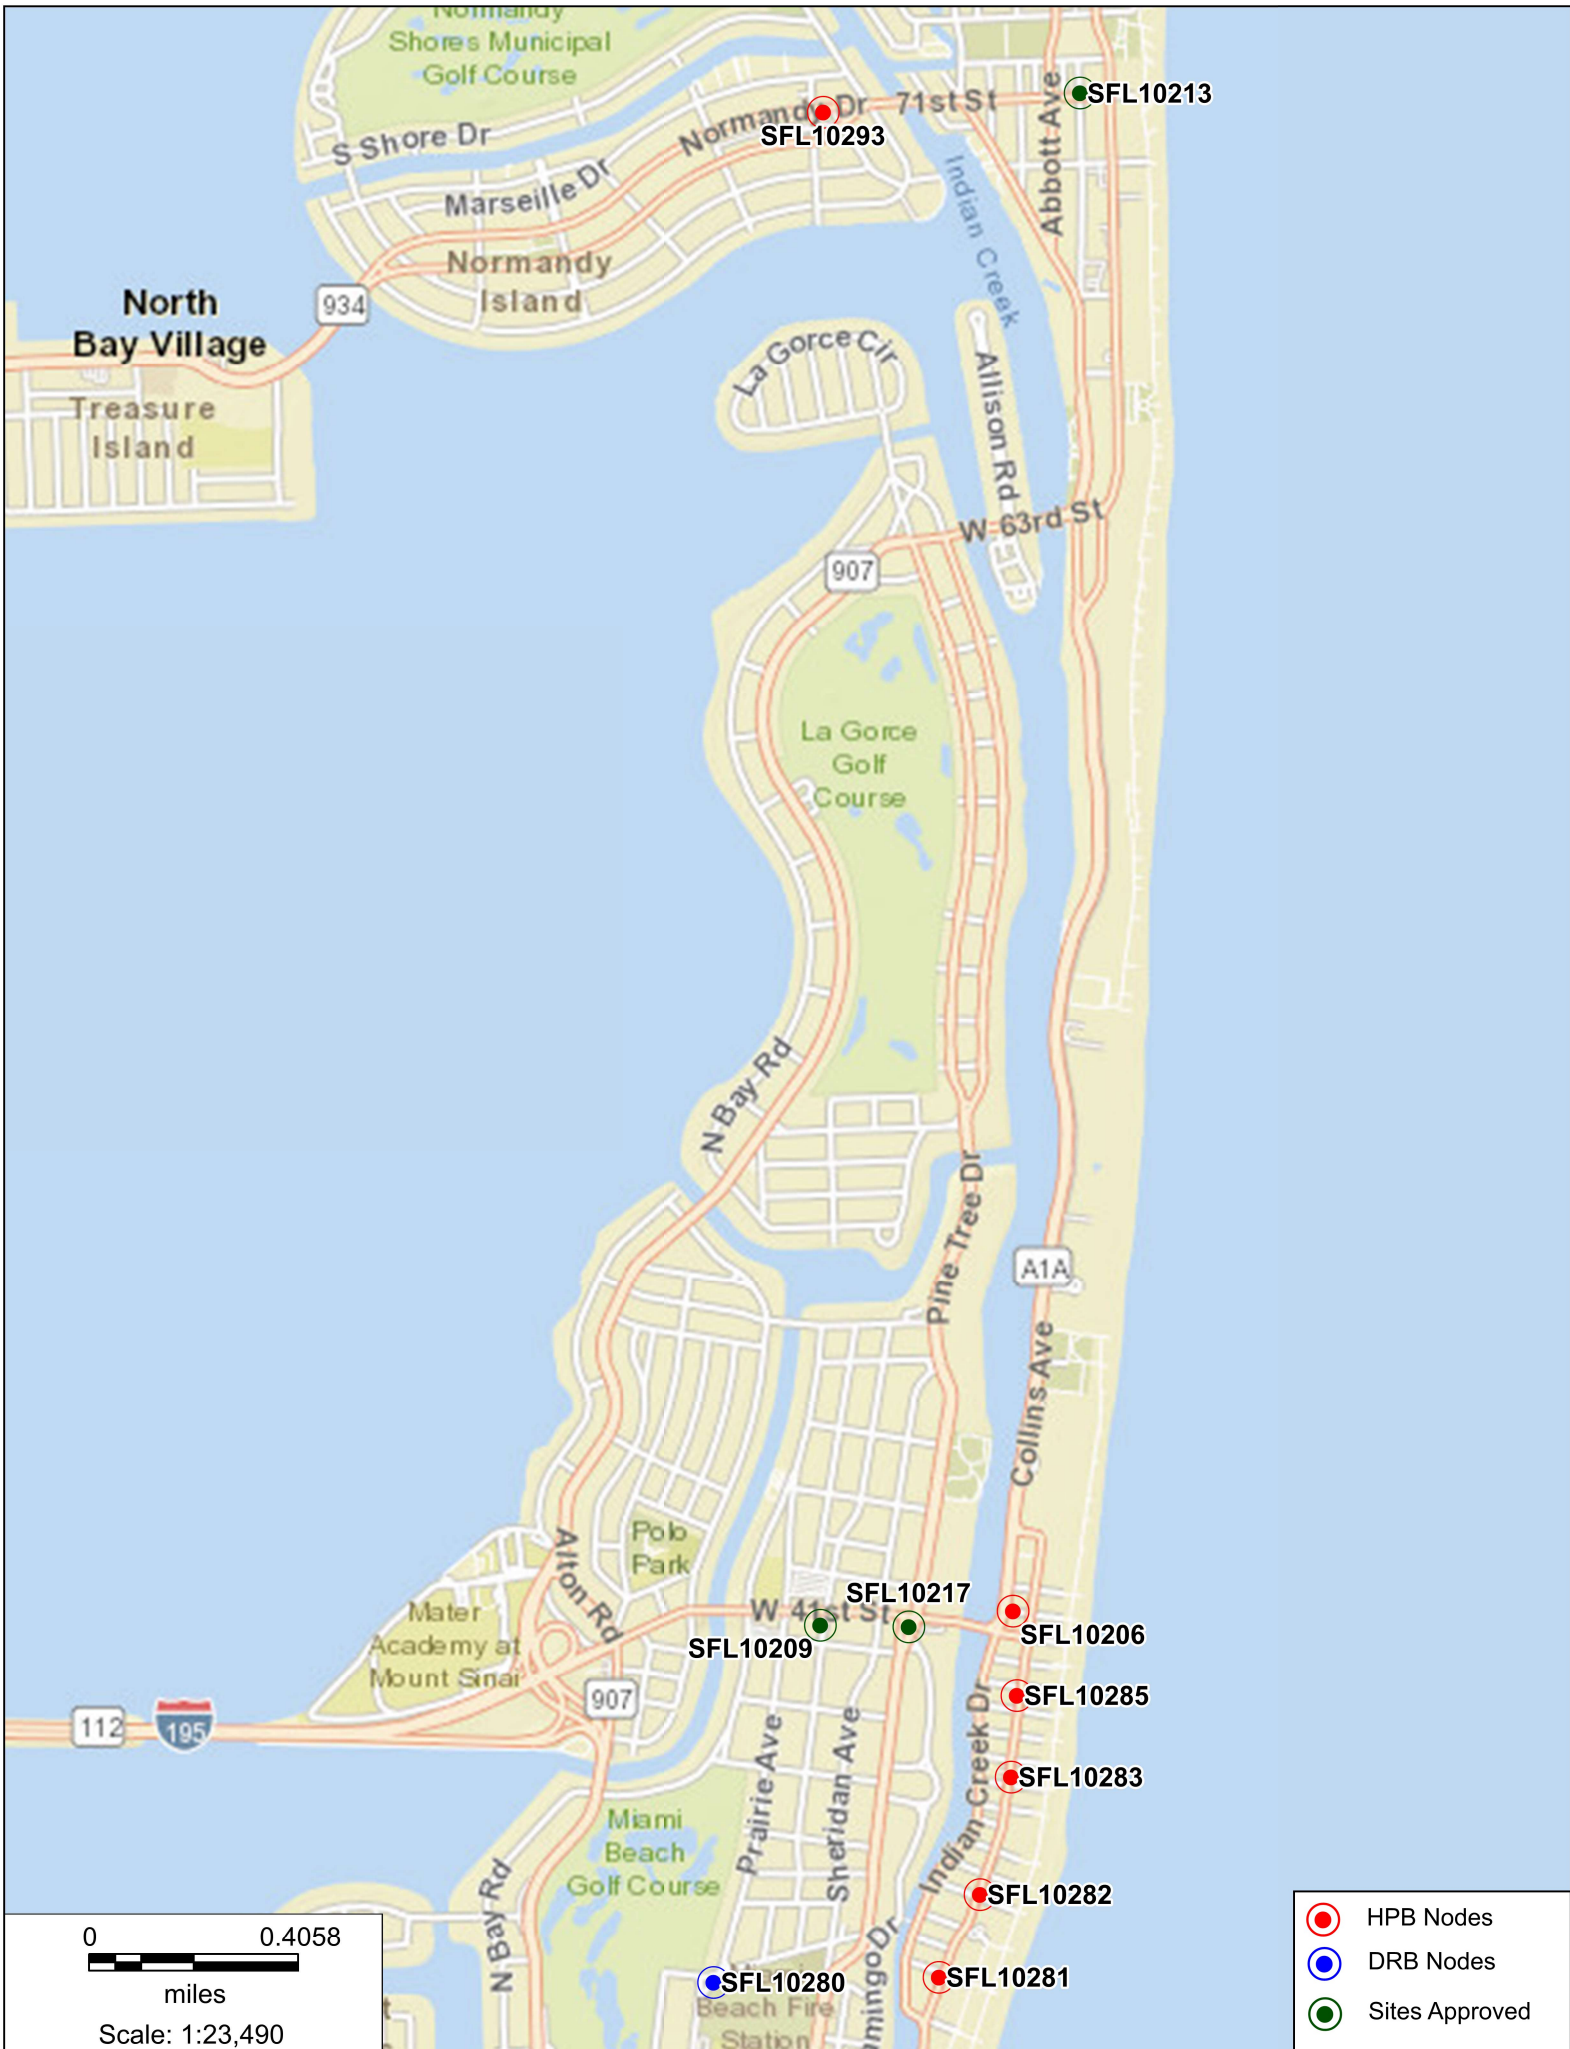 Normandy
Shores Municipal
Golf Course
S Shore Dr
Normandy Dr
71st St
Abbott Ave
SFL10213
SFL10293
Marseille Dr
Indian Creek
Normandy
Island
934
North
Bay Village
Treasure
Island
La Gorce Cir
Allison Rd
W 63rd St
907
La Gorce
Golf
Course
N Bay Rd
Pine Tree Dr
A1A
Collins Ave
Polo
Park
Alton Rd
Mater
Academy at
Mount Sinai
W 41st St
SFL10217
SFL10209
SFL10206
SFL10285
907
112
195
SFL10283
Indian Creek Dr
Prairie Ave
Sheridan Ave
Miami
Beach
Golf Course
N Bay Rd
SFL10282
SFL10281
SFL10280
Beach Fire
Station
mingo Dr
0 0.4058
miles
Scale: 1:23,490
HPB Nodes
DRB Nodes
Sites Approved